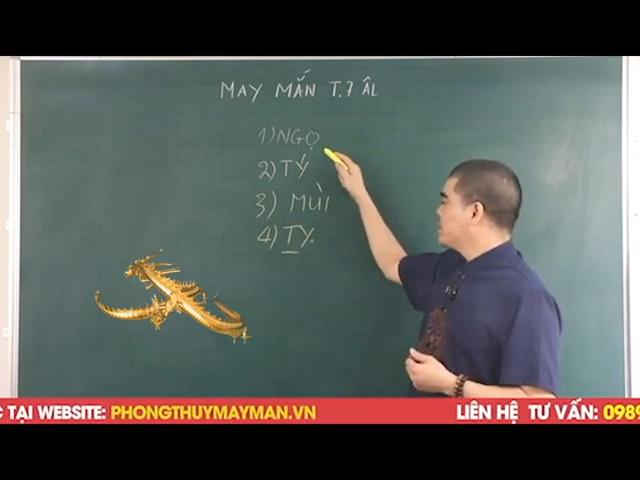 MAY MẮN T.7 ÂL
1) NGỌ
2) TÝ
3) MÙI
4) TỴ.
C TẠI WEBSITE: PHONGTHUYMAYMAN.VN LIÊN HỆ TƯ VẤN: 0989